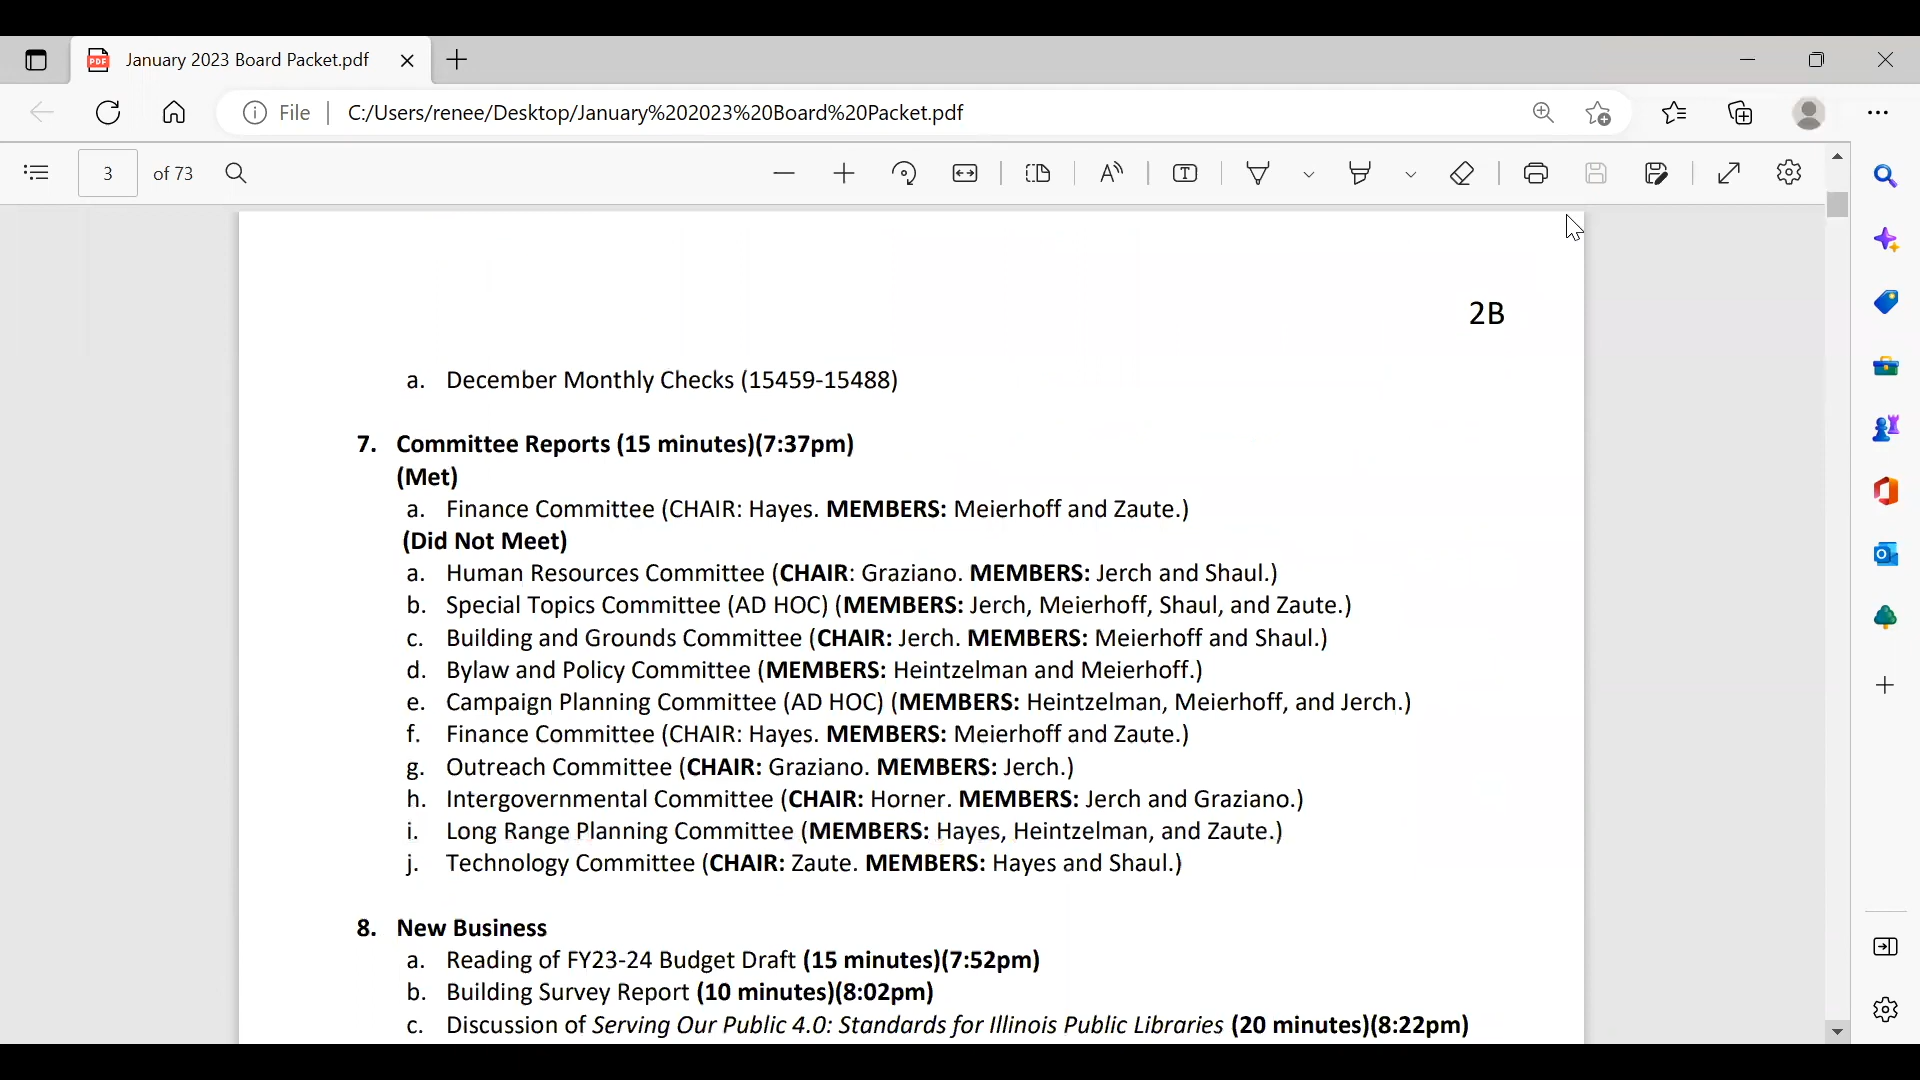 January 2023 Board Packet.pdf
File
C:/Users/renee/Desktop/January%202023%20Board%20Packet.pdf
3 of 73
2B
a. December Monthly Checks (15459-15488)
7. Committee Reports (15 minutes)(7:37pm)
(Met)
a. Finance Committee (CHAIR: Hayes. MEMBERS: Meierhoff and Zaute.)
(Did Not Meet)
a. Human Resources Committee (CHAIR: Graziano. MEMBERS: Jerch and Shaul.)
b. Special Topics Committee (AD HOC) (MEMBERS: Jerch, Meierhoff, Shaul, and Zaute.)
c. Building and Grounds Committee (CHAIR: Jerch. MEMBERS: Meierhoff and Shaul.)
d. Bylaw and Policy Committee (MEMBERS: Heintzelman and Meierhoff.)
e. Campaign Planning Committee (AD HOC) (MEMBERS: Heintzelman, Meierhoff, and Jerch.)
f. Finance Committee (CHAIR: Hayes. MEMBERS: Meierhoff and Zaute.)
g. Outreach Committee (CHAIR: Graziano. MEMBERS: Jerch.)
h. Intergovernmental Committee (CHAIR: Horner. MEMBERS: Jerch and Graziano.)
i. Long Range Planning Committee (MEMBERS: Hayes, Heintzelman, and Zaute.)
j. Technology Committee (CHAIR: Zaute. MEMBERS: Hayes and Shaul.)
8. New Business
a. Reading of FY23-24 Budget Draft (15 minutes)(7:52pm)
b. Building Survey Report (10 minutes)(8:02pm)
c. Discussion of Serving Our Public 4.0: Standards for Illinois Public Libraries (20 minutes)(8:22pm)